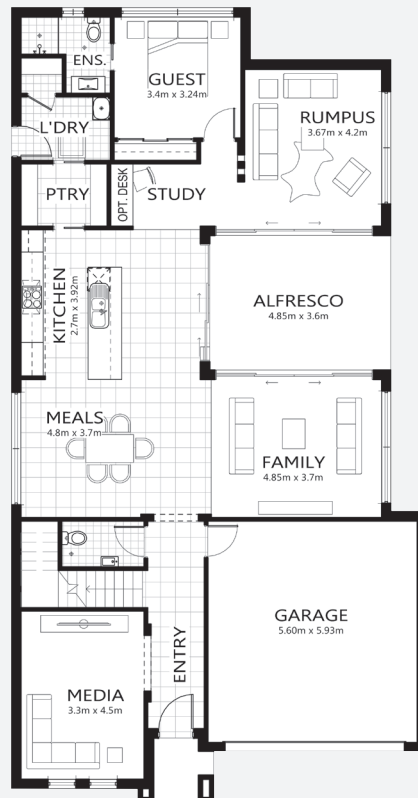 ENS.
GUEST
3.4m x 3.24m
RUMPUS
3.67m x 4.2m
L'DRY
PTRY
OPT. DESK
STUDY
KITCHEN
2.7m x 3.92m
ALFRESCO
4.85m x 3.6m
MEALS
4.8m x 3.7m
FAMILY
4.85m x 3.7m
GARAGE
5.60m x 5.93m
ENTRY
MEDIA
3.3m x 4.5m